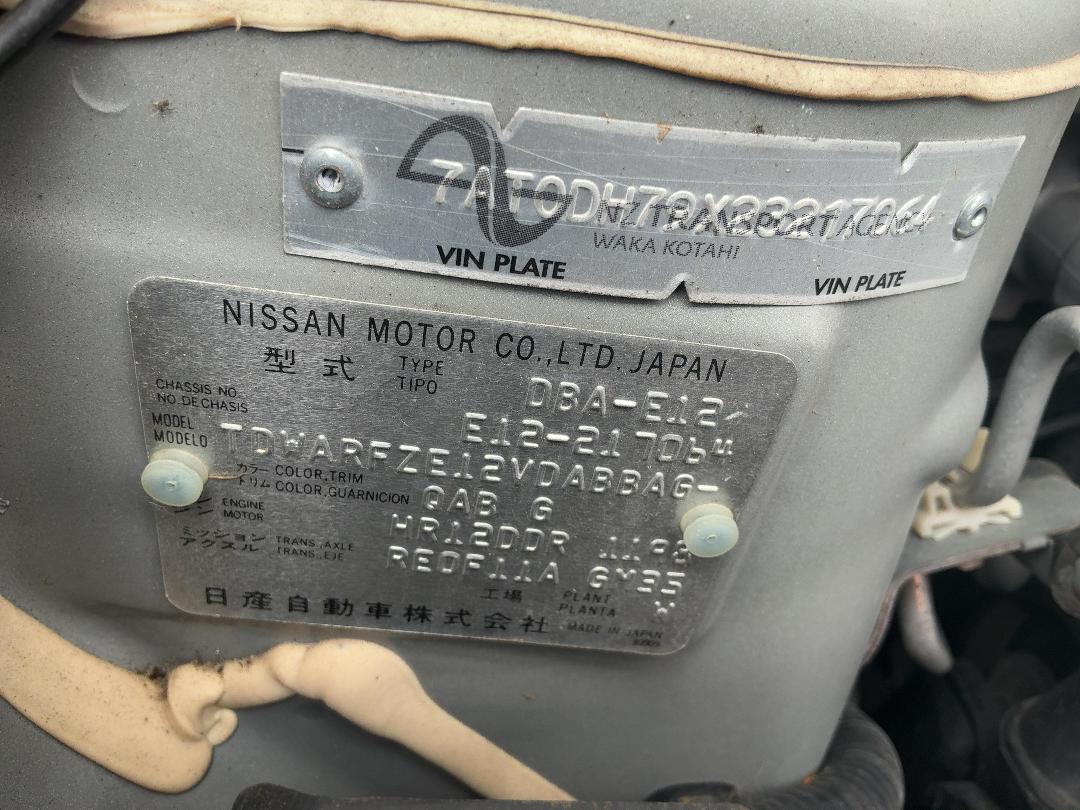 7AT0DH79X23217064
NZ TRANSPORT AGENCY
WAKA KOTAHI
VIN PLATE
VIN PLATE
NISSAN MOTOR CO.,LTD. JAPAN
型式 TYPE TIPO DBA-E12
CHASSIS NO.
NO.DE CHASIS E12-217064
MODEL
MODELO TDWARFZE12VDABBAG-
カラー COLOR,TRIM
トリム COLOR,GUARNICION QAB G
ENGINE
MOTOR HR12DDR 1198
ミッション TRANS.,AXLE
アクスル TRANS.,EJE RE0F11A GM35
工場 PLANT
PLANTA
日産自動車株式会社 MADE IN JAPAN